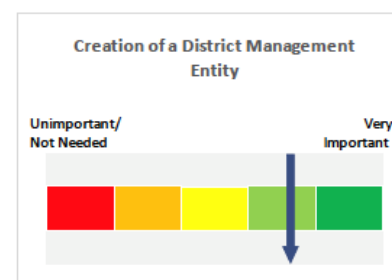 Creation of a District Management
Entity
Unimportant/
Not Needed
Very
Important